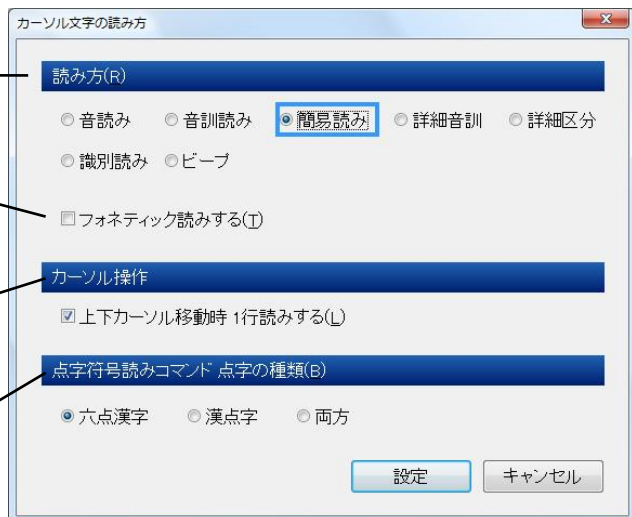 カーソル文字の読み方
読み方(R)
音読み 音訓読み 簡易読み 詳細音訓 詳細区分
識別読み ビープ
フォネティック読みする(T)
カーソル操作
上下カーソル移動時 1行読みする(L)
点字符号読みコマンド 点字の種類(B)
六点漢字 漢点字 両方
設定 キャンセル